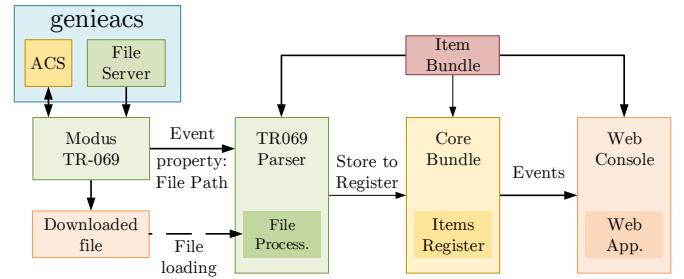 genieacs
ACS
File
Server
Item
Bundle
Modus
TR-069
Event
property:
File Path
TR069
Parser
Store to
Register
Core
Bundle
Events
Web
Console
Downloaded
file
File
loading
File
Process.
Items
Register
Web
App.